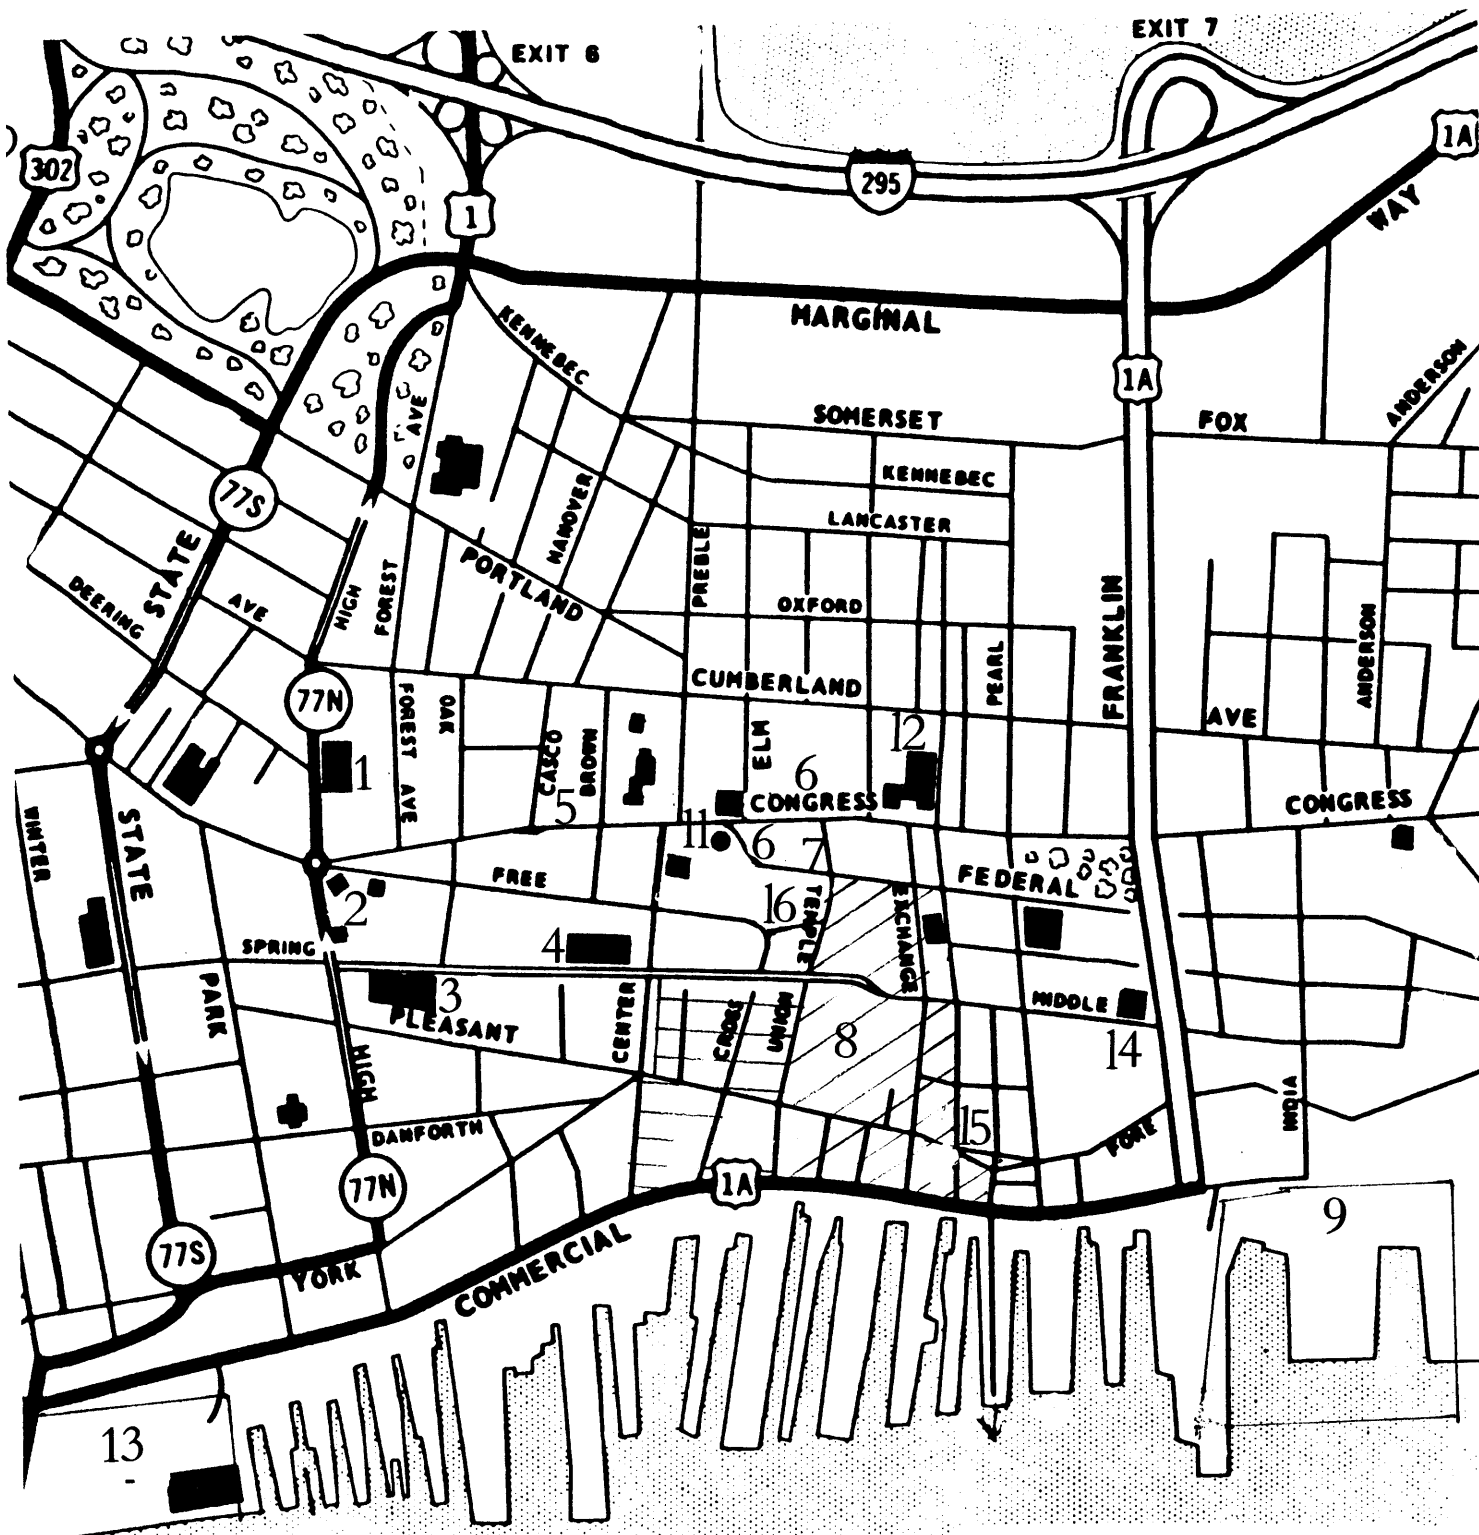 EXIT 7
EXIT 6
1A
302
295
1
WAY
KENNEBEC
MARGINAL
1A
ANDERSON
AVE
SOMERSET
FOX
77S
KENNEBEC
HANOVER
LANCASTER
STATE
PORTLAND
PREBLE
DEERING
AVE
HIGH
FOREST
OXFORD
FRANKLIN
ANDERSON
PEARL
CUMBERLAND
AVE
77N
FOREST AVE
OAK
CASCO
BROWN
ELM
12
1
6
5
CONGRESS
CONGRESS
WINTER
STATE
11
6
7
FREE
FEDERAL
2
16
TEMPLE
EXCHANGE
SPRING
4
PARK
3
CENTER
MIDDLE
PLEASANT
CROSS
UNION
8
14
HIGH
INDIA
DANFORTH
15
FORE
77N
1A
9
77S
YORK
COMMERCIAL
13